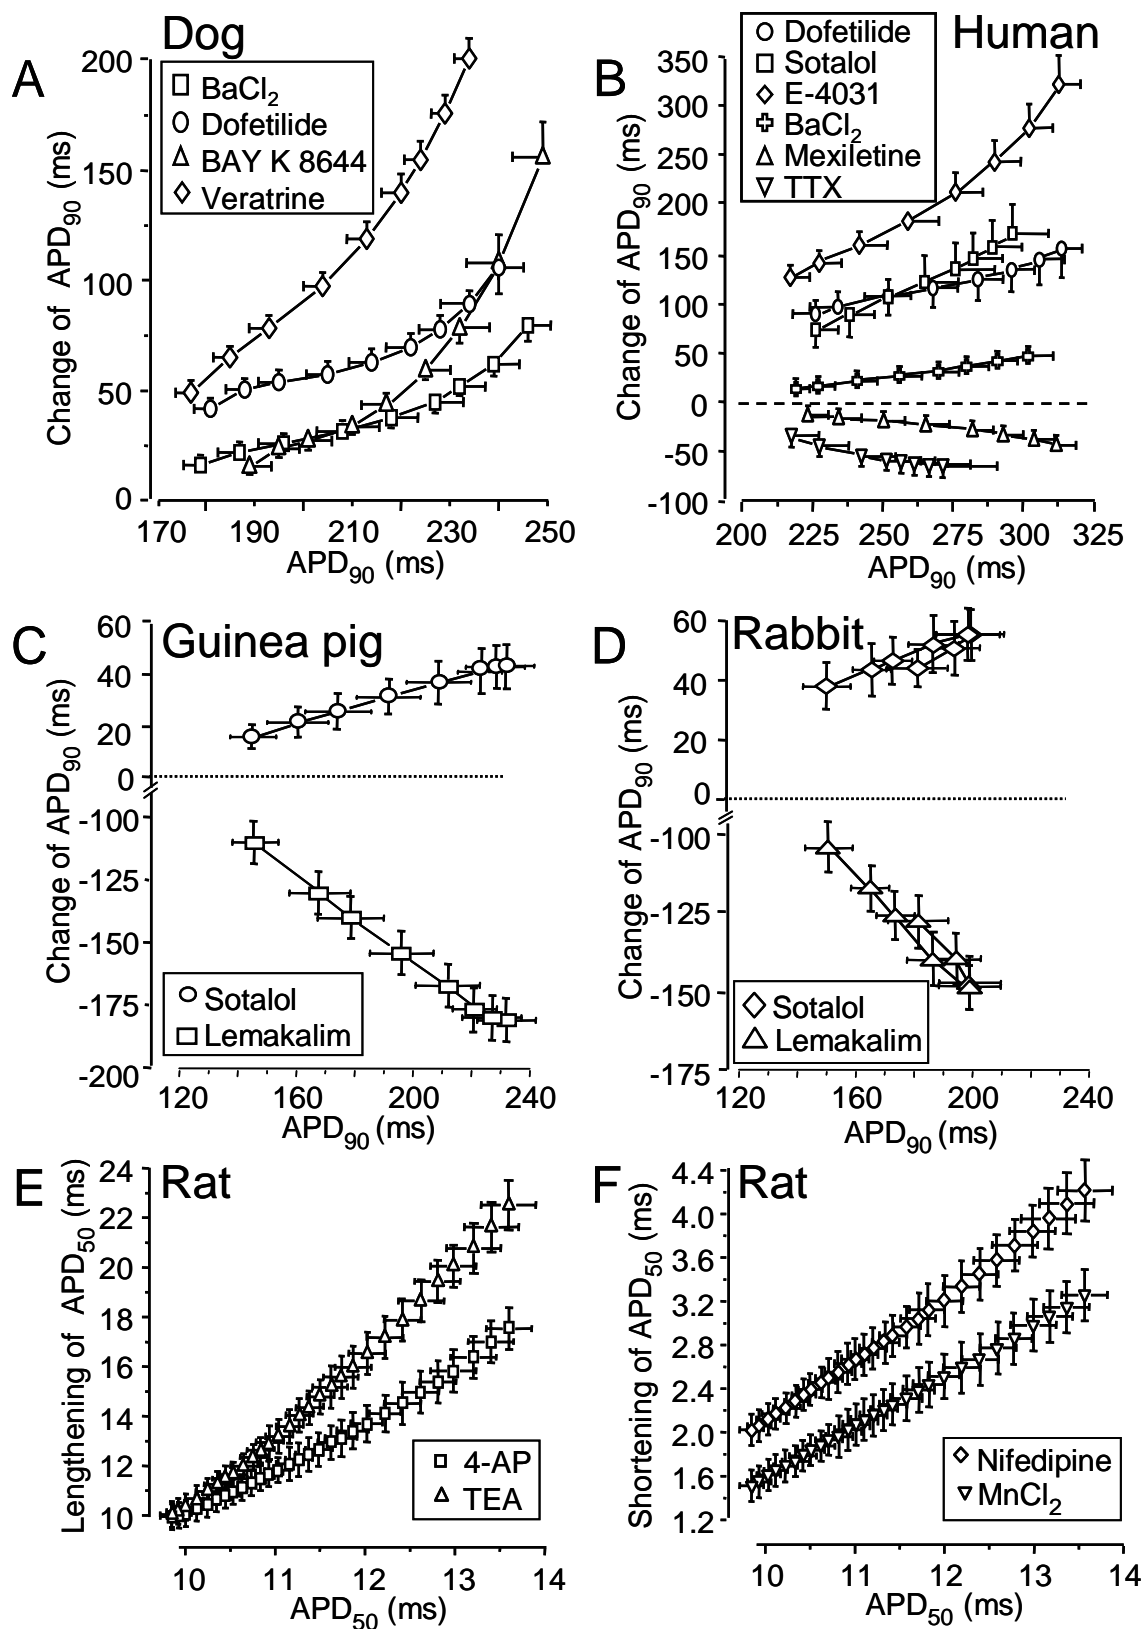 A
Dog
BaCl2
Dofetilide
BAY K 8644
Veratrine
Change of APD90 (ms)
200
150
100
50
0
170 190 210 230 250
APD90 (ms)
B
Human
Dofetilide
Sotalol
E-4031
BaCl2
Mexiletine
TTX
Change of APD90 (ms)
350
300
250
200
150
100
50
0
-50
-100
200 225 250 275 300 325
APD90 (ms)
C
Guinea pig
Change of APD90 (ms)
60
40
20
0
-100
-125
-150
-175
-200
Sotalol
Lemakalim
120 160 200 240
APD90 (ms)
D
Rabbit
Change of APD90 (ms)
60
40
20
0
-100
-125
-150
-175
Sotalol
Lemakalim
120 160 200 240
APD90 (ms)
E
Rat
Lengthening of APD50 (ms)
24
22
20
18
16
14
12
10
4-AP
TEA
10 11 12 13 14
APD50 (ms)
F
Rat
Shortening of APD50 (ms)
4.4
4.0
3.6
3.2
2.8
2.4
2.0
1.6
1.2
Nifedipine
MnCl2
10 11 12 13 14
APD50 (ms)